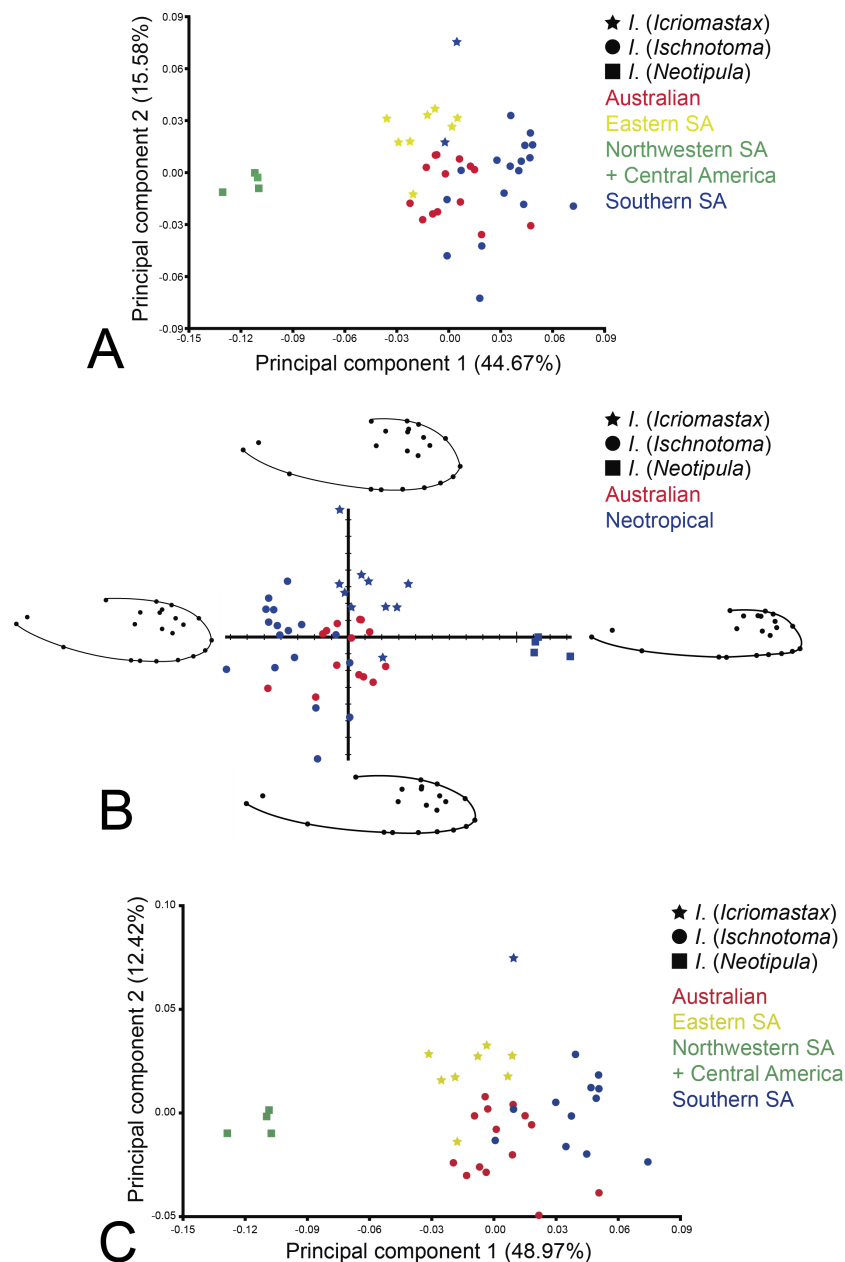 I. (Icriomastax)
I. (Ischnotoma)
I. (Neotipula)
Australian
Eastern SA
Northwestern SA
+ Central America
Southern SA
Principal component 2 (15.58%)
0.09
0.06
0.03
0.00
-0.03
-0.06
-0.09
-0.15
-0.12
-0.09
-0.06
-0.03
0.00
0.03
0.06
0.09
Principal component 1 (44.67%)
A
I. (Icriomastax)
I. (Ischnotoma)
I. (Neotipula)
Australian
Neotropical
B
I. (Icriomastax)
I. (Ischnotoma)
I. (Neotipula)
Australian
Eastern SA
Northwestern SA
+ Central America
Southern SA
Principal component 2 (12.42%)
0.10
0.05
0.00
-0.05
-0.15
-0.12
-0.09
-0.06
-0.03
0.00
0.03
0.06
0.09
Principal component 1 (48.97%)
C